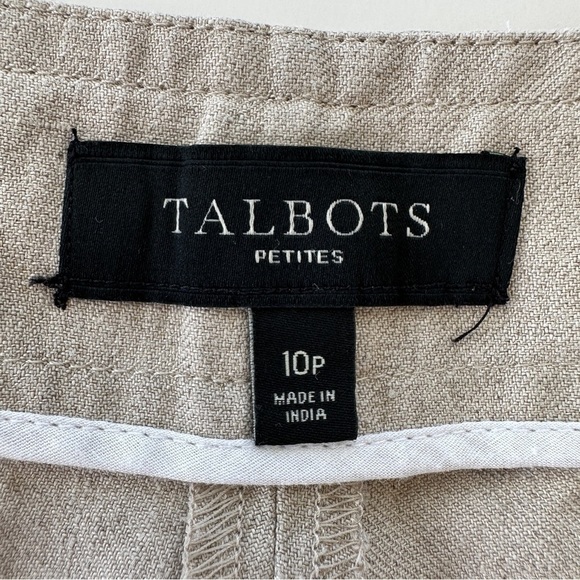 TALBOTS
PETITES
10P
MADE IN
INDIA